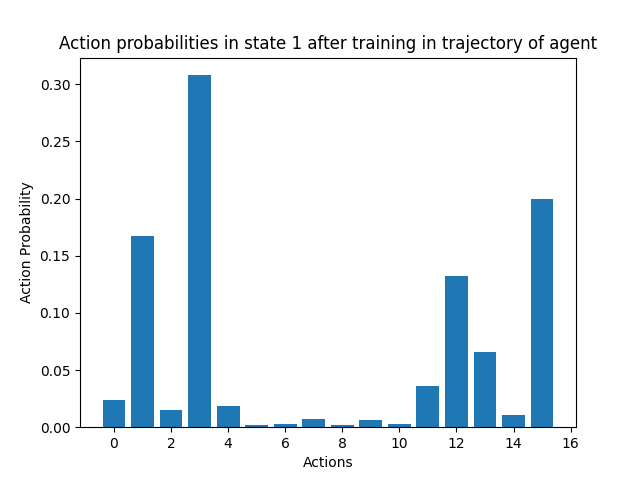 Action probabilities in state 1 after training in trajectory of agent
0.30
0.25
0.20
0.15
0.10
0.05
0.00
Action Probability
0 2 4 6 8 10 12 14 16
Actions